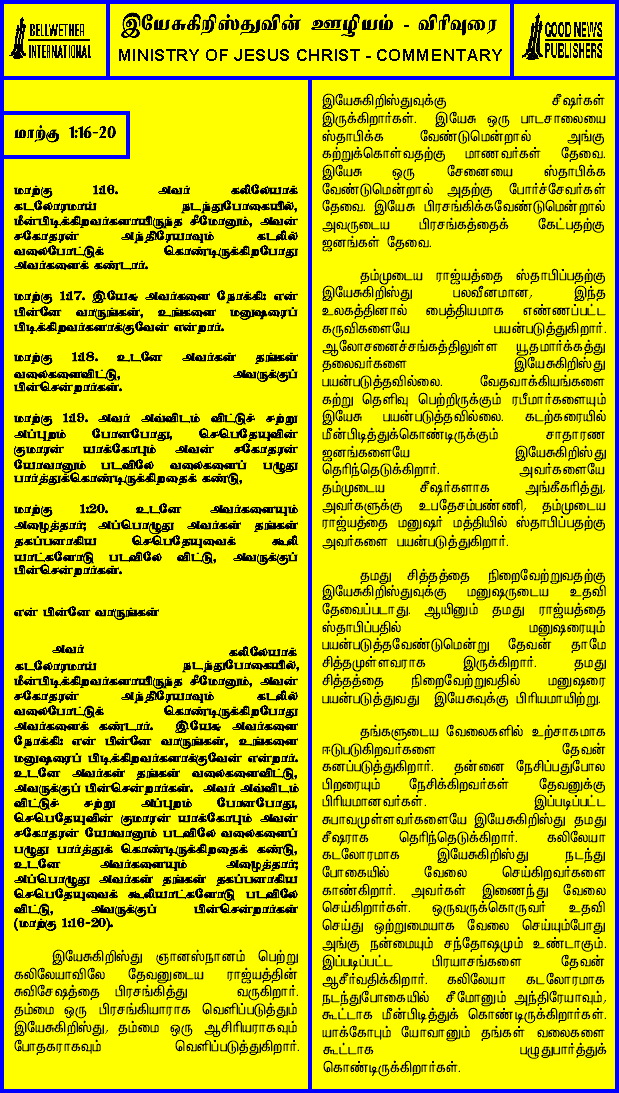 BELLWETHER
INTERNATIONAL
இயேசுகிறிஸ்துவின் ஊழியம் - விரிவுரை
MINISTRY OF JESUS CHRIST - COMMENTARY
GOOD NEWS
PUBLISHERS
மாற்கு 1:16-20
மாற்கு 1:16. அவர் கலிலேயாக்
கடலோரமாய் நடந்துபோகையில்,
மீன்பிடிக்கிறவர்களாயிருந்த சீமோனும், அவன்
சகோதரன் அந்திரேயாவும் கடலில்
வலைபோட்டுக் கொண்டிருக்கிறபோது
அவர்களைக் கண்டார்.
மாற்கு 1:17. இயேசு அவர்களை நோக்கி: என்
பின்னே வாருங்கள், உங்களை மனுஷரைப்
பிடிக்கிறவர்களாக்குவேன் என்றார்.
மாற்கு 1:18. உடனே அவர்கள் தங்கள்
வலைகளைவிட்டு, அவருக்குப்
பின்சென்றார்கள்.
மாற்கு 1:19. அவர் அவ்விடம் விட்டுச் சற்று
அப்புறம் போனபோது, செபெதேயுவின்
குமாரன் யாக்கோபும் அவன் சகோதரன்
யோவானும் படவிலே வலைகளைப் பழுது
பார்த்துக்கொண்டிருக்கிறதைக் கண்டு,
மாற்கு 1:20. உடனே அவர்களையும்
அழைத்தார்; அப்பொழுது அவர்கள் தங்கள்
தகப்பனாகிய செபெதேயுவைக் கூலி
யாட்களோடு படவிலே விட்டு, அவருக்குப்
பின்சென்றார்கள்.
என் பின்னே வாருங்கள்
அவர் கலிலேயாக்
கடலோரமாய் நடந்துபோகையில்,
மீன்பிடிக்கிறவர்களாயிருந்த சீமோனும், அவன்
சகோதரன் அந்திரேயாவும் கடலில்
வலைபோட்டுக் கொண்டிருக்கிறபோது
அவர்களைக் கண்டார். இயேசு அவர்களை
நோக்கி: என் பின்னே வாருங்கள், உங்களை
மனுஷரைப் பிடிக்கிறவர்களாக்குவேன் என்றார்.
உடனே அவர்கள் தங்கள் வலைகளைவிட்டு,
அவருக்குப் பின்சென்றார்கள். அவர் அவ்விடம்
விட்டுச் சற்று அப்புறம் போனபோது,
செபெதேயுவின் குமாரன் யாக்கோபும் அவன்
சகோதரன் யோவானும் படவிலே வலைகளைப்
பழுது பார்த்துக் கொண்டிருக்கிறதைக் கண்டு,
உடனே அவர்களையும் அழைத்தார்;
அப்பொழுது அவர்கள் தங்கள் தகப்பனாகிய
செபெதேயுவைக் கூலியாட்களோடு படவிலே
விட்டு, அவருக்குப் பின்சென்றார்கள்
(மாற்கு 1:16-20).
இயேசுகிறிஸ்து ஞானஸ்நானம் பெற்று
கலிலேயாவிலே தேவனுடைய ராஜ்யத்தின்
சுவிசேஷத்தை பிரசங்கித்து வருகிறார்.
தம்மை ஒரு பிரசங்கியாராக வெளிப்படுத்தும்
இயேசுகிறிஸ்து, தம்மை ஒரு ஆசிரியராகவும்
போதகராகவும் வெளிப்படுத்துகிறார்.
இயேசுகிறிஸ்துவுக்கு சீஷர்கள்
இருக்கிறார்கள். இயேசு ஒரு பாடசாலையை
ஸ்தாபிக்க வேண்டுமென்றால் அங்கு
கற்றுக்கொள்வதற்கு மாணவர்கள் தேவை.
இயேசு ஒரு சேனையை ஸ்தாபிக்க
வேண்டுமென்றால் அதற்கு போர்ச்சேவர்கள்
தேவை. இயேசு பிரசங்கிக்கவேண்டுமென்றால்
அவருடைய பிரசங்கத்தைக் கேட்பதற்கு
ஜனங்கள் தேவை.
தம்முடைய ராஜ்யத்தை ஸ்தாபிப்பதற்கு
இயேசுகிறிஸ்து பலவீனமான, இந்த
உலகத்தினால் பைத்தியமாக எண்ணப்பட்ட
கருவிகளையே பயன்படுத்துகிறார்.
ஆலோசனைச்சங்கத்திலுள்ள யூதமார்க்கத்து
தலைவர்களை இயேசுகிறிஸ்து
பயன்படுத்தவில்லை. வேதவாக்கியங்களை
கற்று தெளிவு பெற்றிருக்கும் ரபீமார்களையும்
இயேசு பயன்படுத்தவில்லை. கடற்கரையில்
மீன்பிடித்துக்கொண்டிருக்கும் சாதாரண
ஜனங்களையே இயேசுகிறிஸ்து
தெரிந்தெடுக்கிறார். அவர்களையே
தம்முடைய சீஷர்களாக அங்கீகரித்து,
அவர்களுக்கு உபதேசம்பண்ணி, தம்முடைய
ராஜ்யத்தை மனுஷர் மத்தியில் ஸ்தாபிப்பதற்கு
அவர்களை பயன்படுத்துகிறார்.
தமது சித்தத்தை நிறைவேற்றுவதற்கு
இயேசுகிறிஸ்துவுக்கு மனுஷருடைய உதவி
தேவைப்படாது. ஆயினும் தமது ராஜ்யத்தை
ஸ்தாபிப்பதில் மனுஷரையும்
பயன்படுத்தவேண்டுமென்று தேவன் தாமே
சித்தமுள்ளவராக இருக்கிறார். தமது
சித்தத்தை நிறைவேற்றுவதில் மனுஷரை
பயன்படுத்துவது இயேசுவுக்கு பிரியமாயிற்று.
தங்களுடைய வேலைகளில் உற்சாகமாக
ஈடுபடுகிறவர்களை தேவன்
கனப்படுத்துகிறார். தன்னை நேசிப்பதுபோல
பிறரையும் நேசிக்கிறவர்கள் தேவனுக்கு
பிரியமானவர்கள். இப்படிப்பட்ட
சுபாவமுள்ளவர்களையே இயேசுகிறிஸ்து தமது
சீஷராக தெரிந்தெடுக்கிறார். கலிலேயா
கடலோரமாக இயேசுகிறிஸ்து நடந்து
போகையில் வேலை செய்கிறவர்களை
காண்கிறார். அவர்கள் இணைந்து வேலை
செய்கிறார்கள். ஒருவருக்கொருவர் உதவி
செய்து ஒற்றுமையாக வேலை செய்யும்போது
அங்கு நன்மையும் சந்தோஷமும் உண்டாகும்.
இப்படிப்பட்ட பிரயாசங்களை தேவன்
ஆசீர்வதிக்கிறார். கலிலேயா கடலோரமாக
நடந்துபோகையில் சீமோனும் அந்திரேயாவும்,
கூட்டாக மீன்பிடித்துக் கொண்டிருக்கிறார்கள்.
யாக்கோபும் யோவானும் தங்கள் வலைகளை
கூட்டாக பழுதுபார்த்துக்
கொண்டிருக்கிறார்கள்.